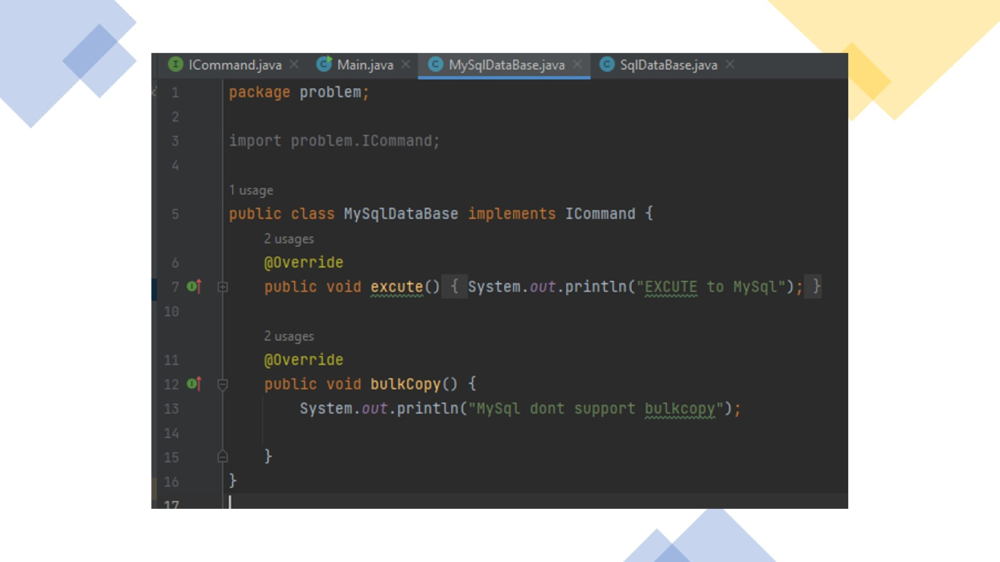 ICommand.java Main.java MySqlDataBase.java SqlDataBase.java
1 package problem;
2
3 import problem.ICommand;
4
1 usage
5 public class MySqlDataBase implements ICommand {
2 usages
6 @Override
7 public void excute() { System.out.println("EXCUTE to MySql"); }
10
2 usages
11 @Override
12 public void bulkCopy() {
13 System.out.println("MySql dont support bulkcopy");
14
15 }
16 }
17